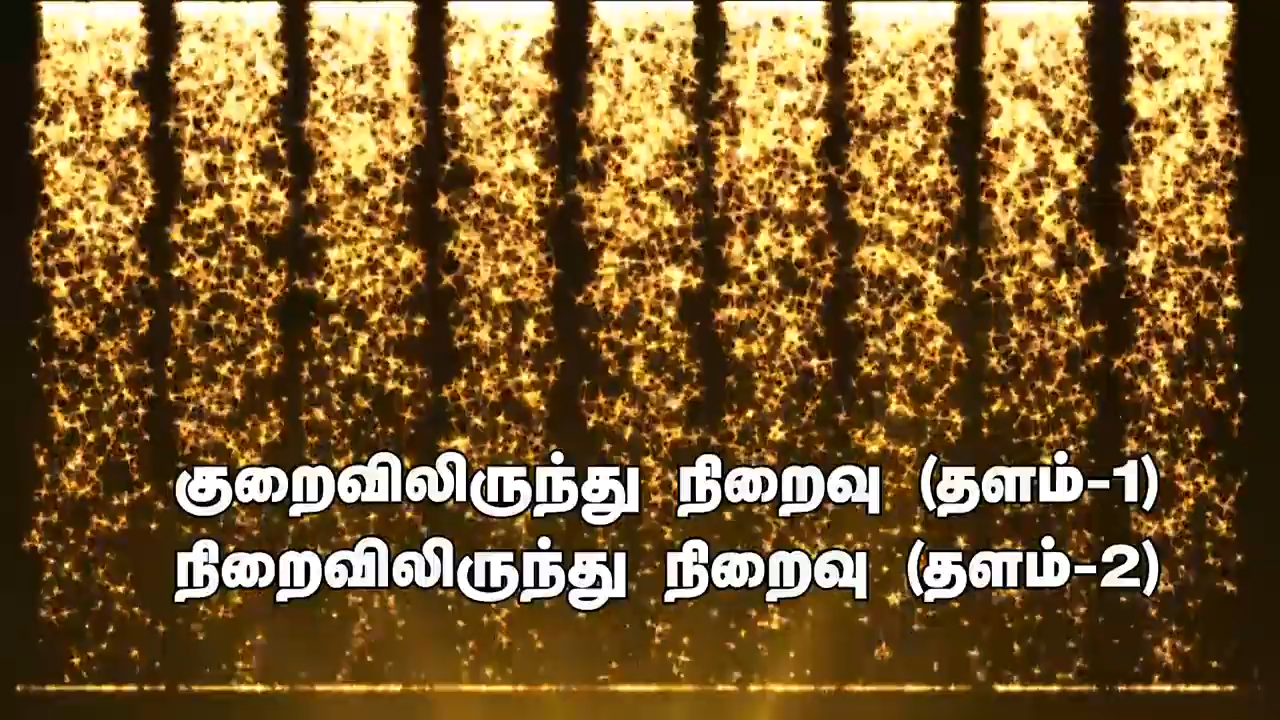 குறைவிலிருந்து நிறைவு (தளம்-1)
நிறைவிலிருந்து நிறைவு (தளம்-2)